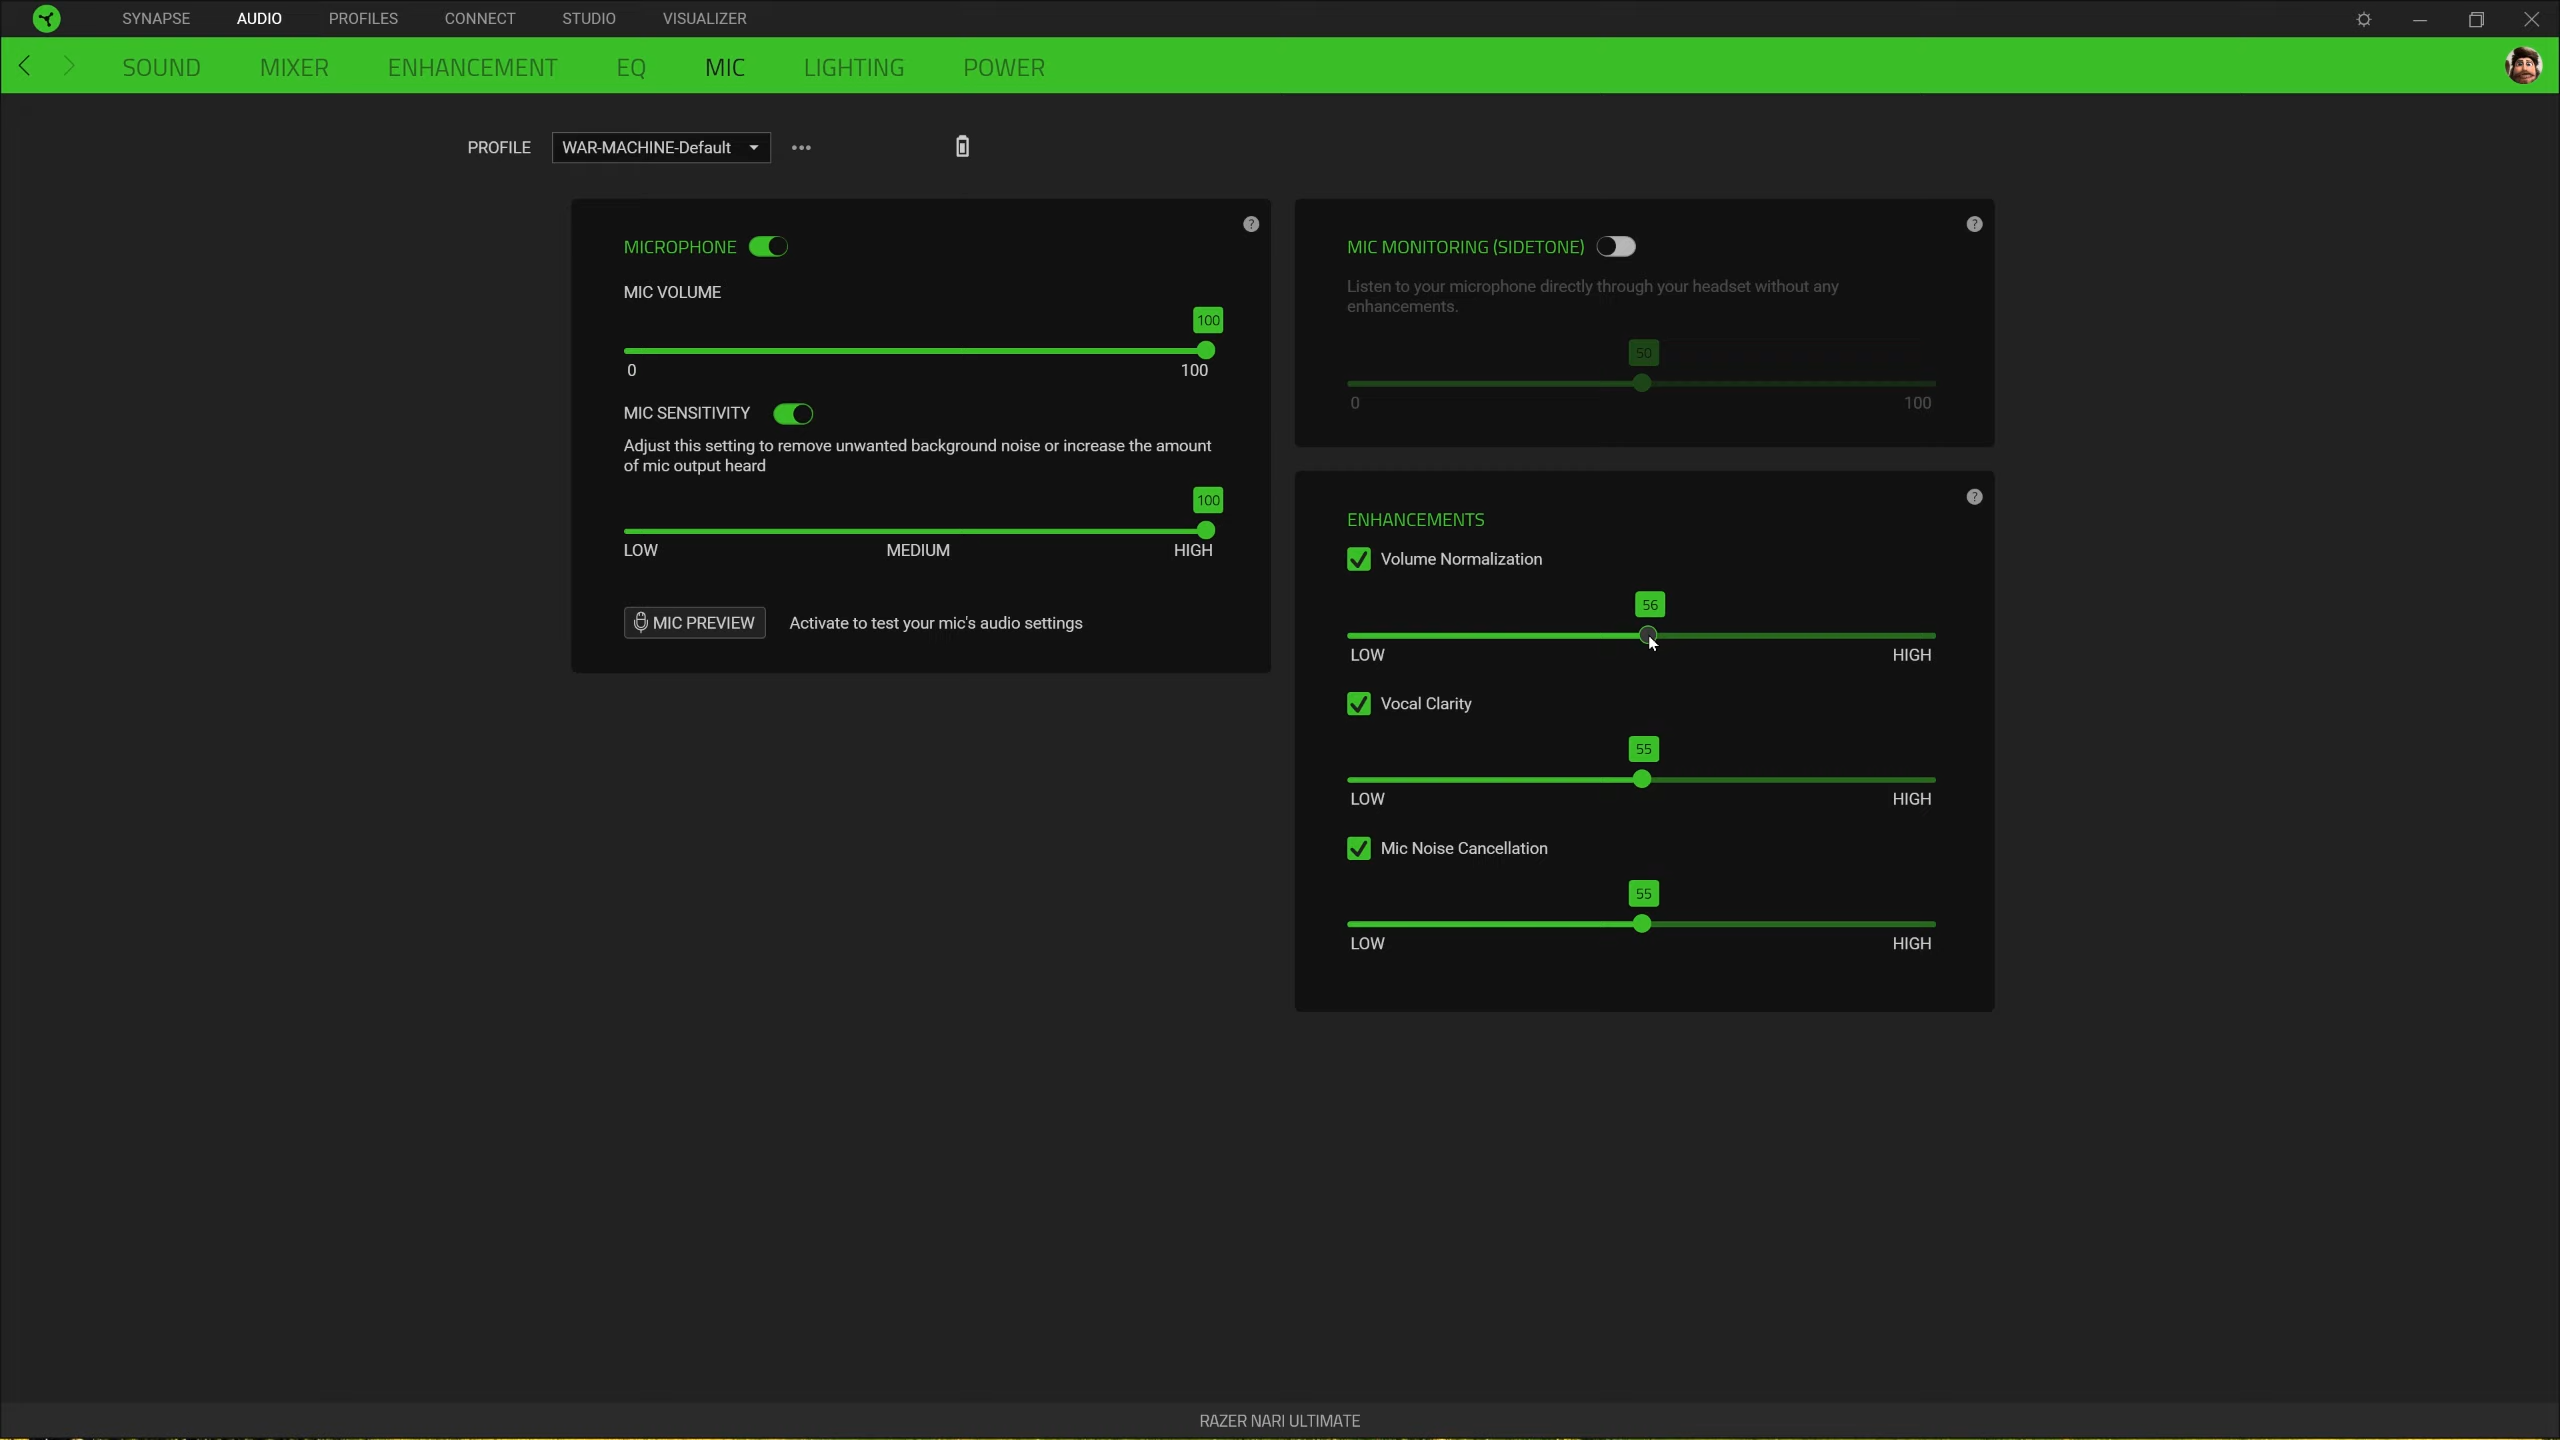 SYNAPSE AUDIO PROFILES CONNECT STUDIO VISUALIZER
SOUND MIXER ENHANCEMENT EQ MIC LIGHTING POWER
PROFILE WAR-MACHINE-Default
MICROPHONE
MIC VOLUME
100
0 100
MIC SENSITIVITY
Adjust this setting to remove unwanted background noise or increase the amount
of mic output heard
100
LOW MEDIUM HIGH
MIC PREVIEW Activate to test your mic's audio settings
?
MIC MONITORING (SIDETONE)
Listen to your microphone directly through your headset without any
enhancements.
50
0 100
?
ENHANCEMENTS
Volume Normalization
56
LOW HIGH
Vocal Clarity
55
LOW HIGH
Mic Noise Cancellation
55
LOW HIGH
?
RAZER NARI ULTIMATE